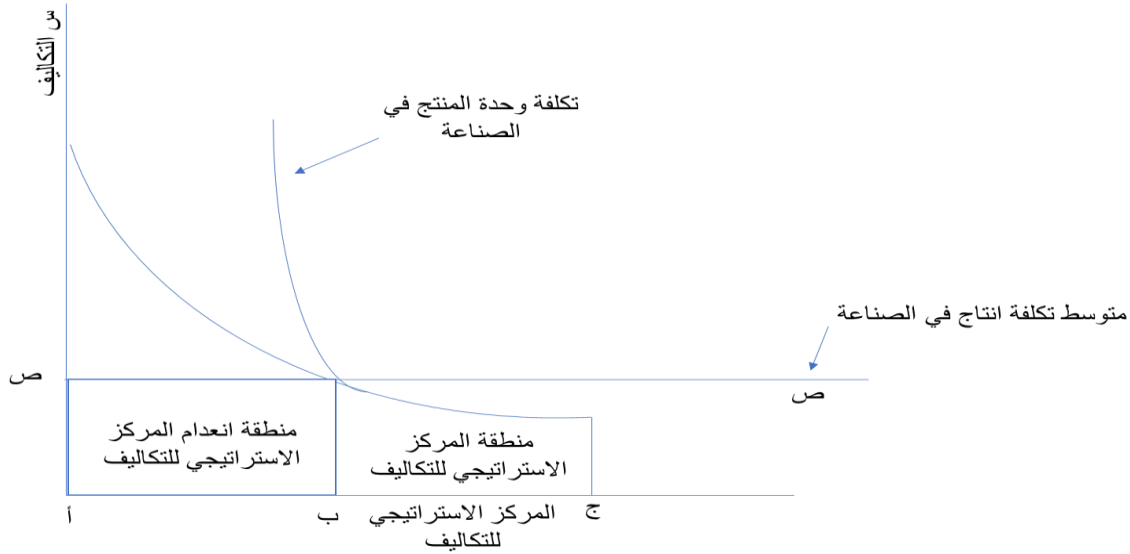 س التكاليف
تكلفة وحدة المنتج في
الصناعة
متوسط تكلفة انتاج في الصناعة
ص
ص
منطقة انعدام المركز
الاستراتيجي للتكاليف
منطقة المركز
الاستراتيجي للتكاليف
أ
ب
المركز الاستراتيجي
للتكاليف
ج